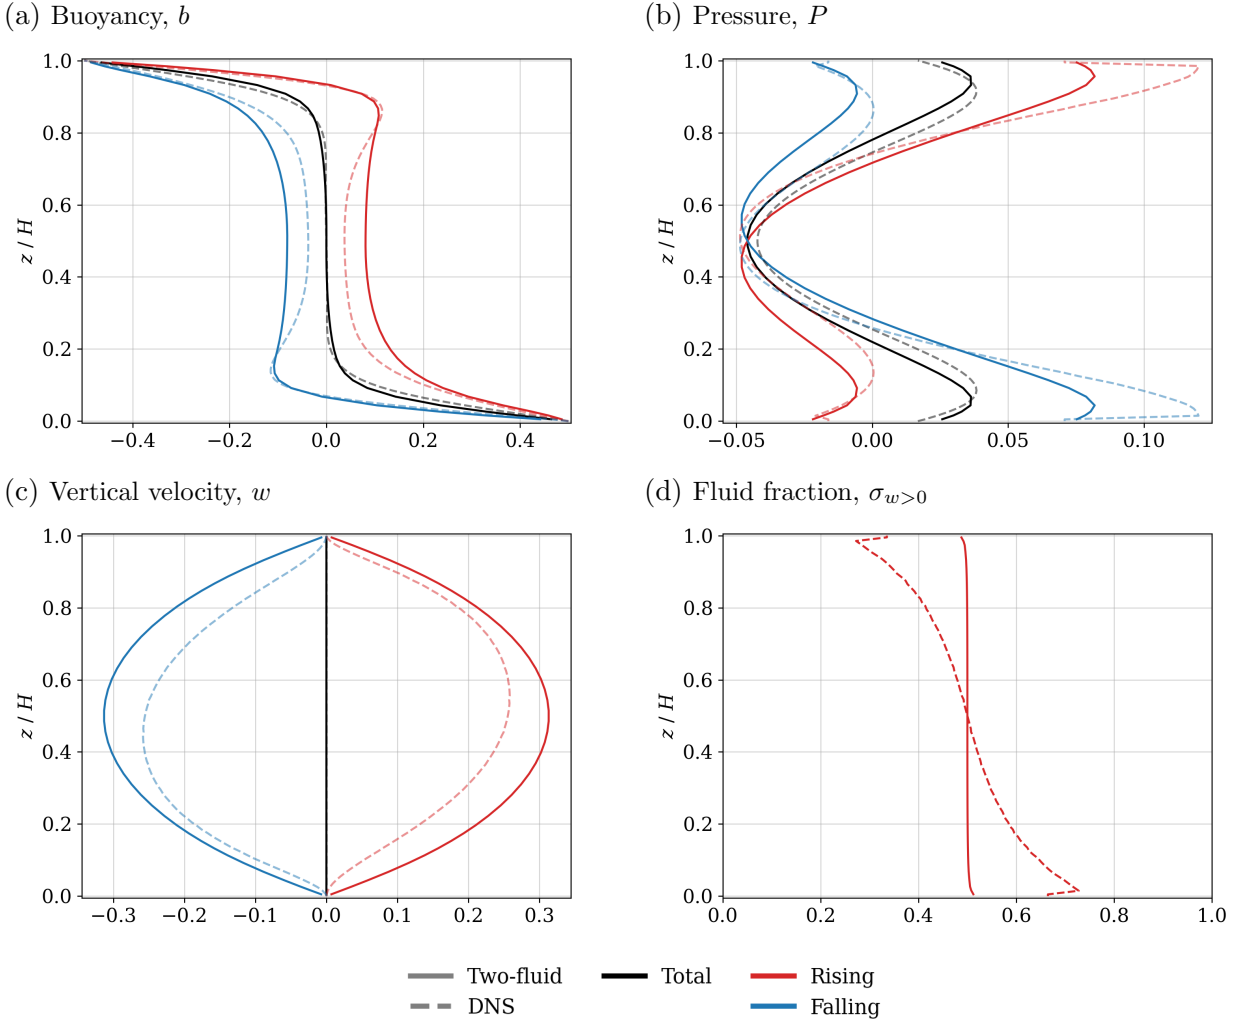 (a) Buoyancy, b
(b) Pressure, P
1.0
0.8
0.6
0.4
0.2
0.0
z / H
−0.4 −0.2 0.0 0.2 0.4
1.0
0.8
0.6
0.4
0.2
0.0
z / H
−0.05 0.00 0.05 0.10
(c) Vertical velocity, w
(d) Fluid fraction, σw>0
1.0
0.8
0.6
0.4
0.2
0.0
z / H
−0.3 −0.2 −0.1 0.0 0.1 0.2 0.3
1.0
0.8
0.6
0.4
0.2
0.0
z / H
0.0 0.2 0.4 0.6 0.8 1.0
Two-fluid Total Rising
DNS Falling